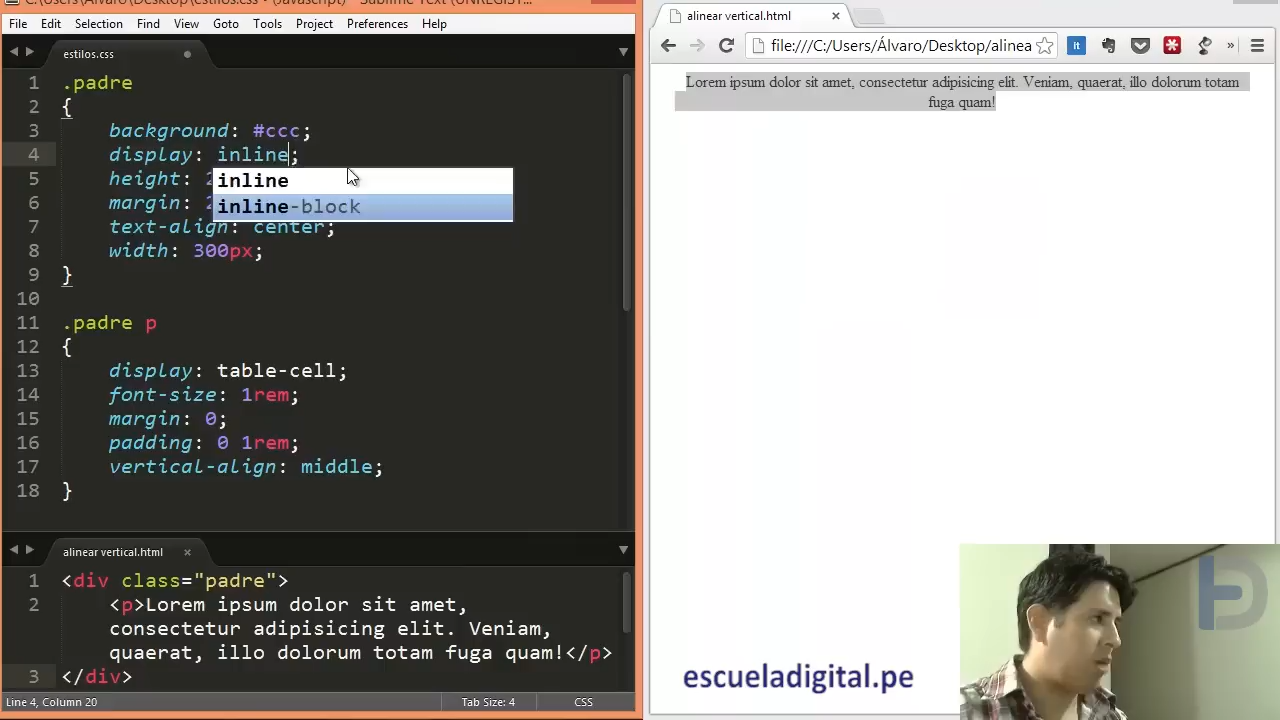 File Edit Selection Find View Goto Tools Project Preferences Help
estilos.css
1 .padre
2 {
3 background: #ccc;
4 display: inline;
inline
inline-block
5 height: 2
6 margin: 2
7 text-align: center;
8 width: 300px;
9 }
10
11 .padre p
12 {
13 display: table-cell;
14 font-size: 1rem;
15 margin: 0;
16 padding: 0 1rem;
17 vertical-align: middle;
18 }
alinear vertical.html
1 <div class="padre">
2 <p>Lorem ipsum dolor sit amet,
consectetur adipisicing elit. Veniam,
quaerat, illo dolorum totam fuga quam!</p>
3 </div>
Line 4, Column 20 Tab Size: 4 CSS
alinear vertical.html
file:///C:/Users/Álvaro/Desktop/alinea
Lorem ipsum dolor sit amet, consectetur adipisicing elit. Veniam, quaerat, illo dolorum totam
fuga quam!
escueladigital.pe